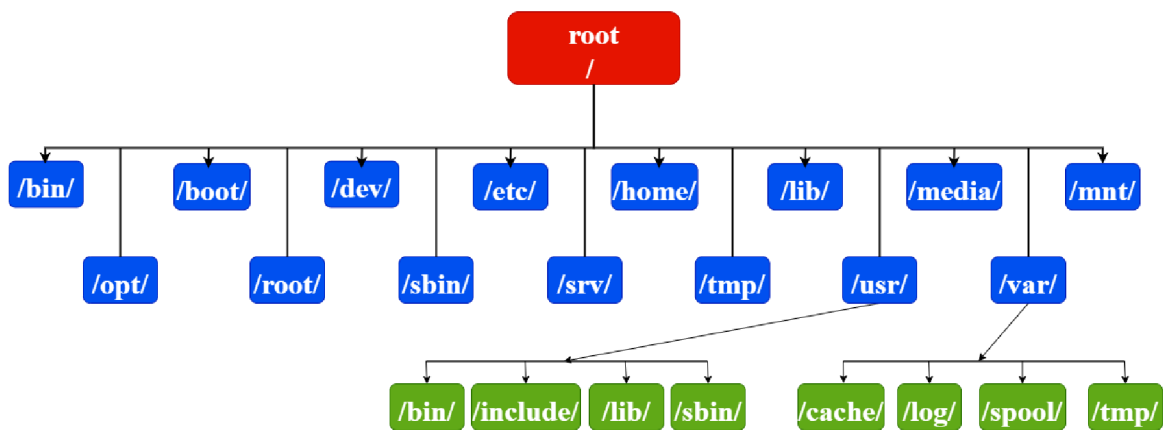 root
/
/bin/
/boot/
/dev/
/etc/
/home/
/lib/
/media/
/mnt/
/opt/
/root/
/sbin/
/srv/
/tmp/
/usr/
/var/
/bin/
/include/
/lib/
/sbin/
/cache/
/log/
/spool/
/tmp/